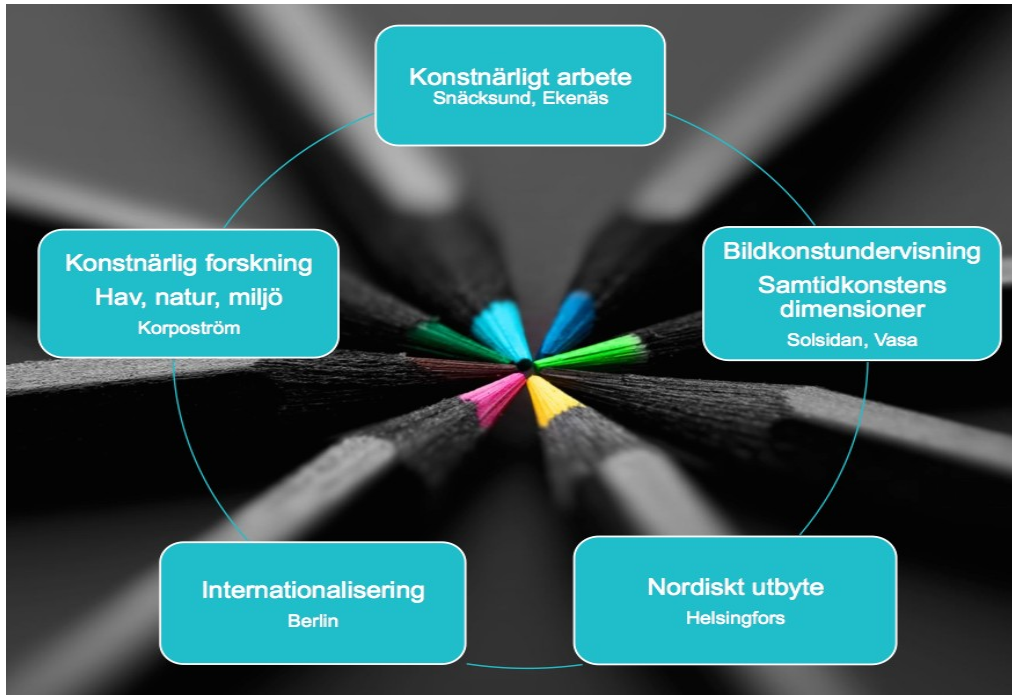 Konstnärligt arbete
Snäcksund, Ekenäs
Konstnärlig forskning
Hav, natur, miljö
Korpoström
Bildkonstundervisning
Samtidkonstens
dimensioner
Solsidan, Vasa
Internationalisering
Berlin
Nordiskt utbyte
Helsingfors